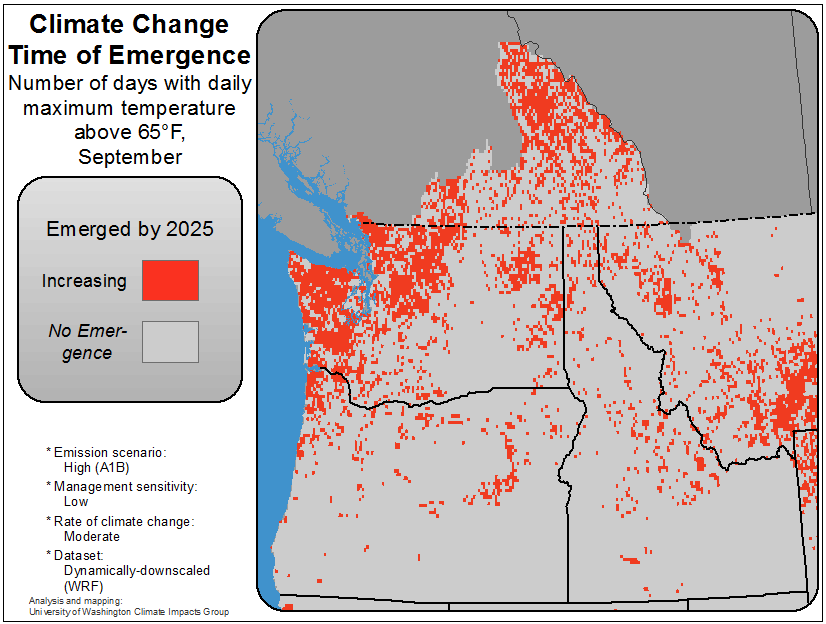 Climate Change
Time of Emergence
Number of days with daily
maximum temperature
above 65°F,
September
Emerged by 2025
Increasing
No Emer-
gence
* Emission scenario:
High (A1B)
* Management sensitivity:
Low
* Rate of climate change:
Moderate
* Dataset:
Dynamically-downscaled
(WRF)
Analysis and mapping:
University of Washington Climate Impacts Group